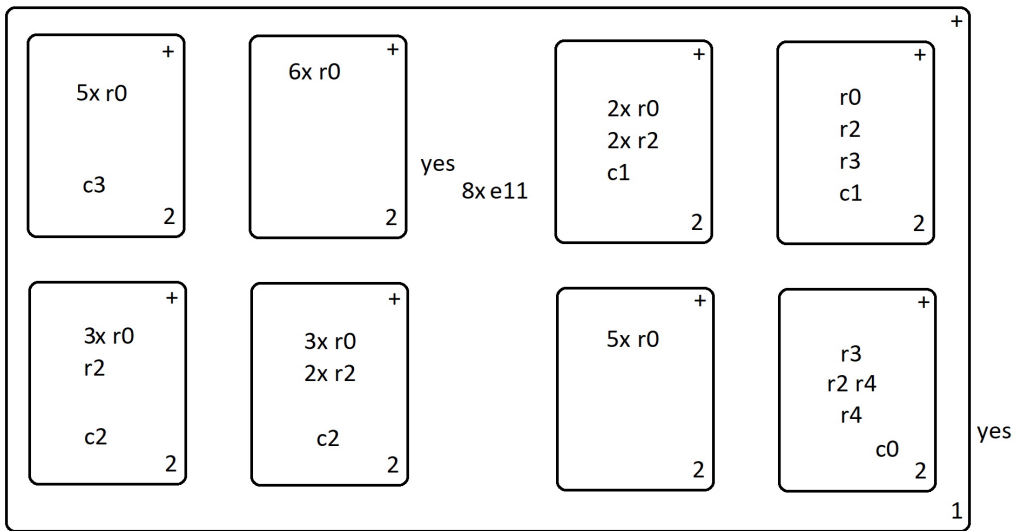 +
+
5x r0
c3
2
+
6x r0
2
yes
8x e11
+
2x r0
2x r2
c1
2
+
r0
r2
r3
c1
2
+
3x r0
r2
c2
2
+
3x r0
2x r2
c2
2
+
5x r0
2
+
r3
r2 r4
r4
c0
2
yes
1